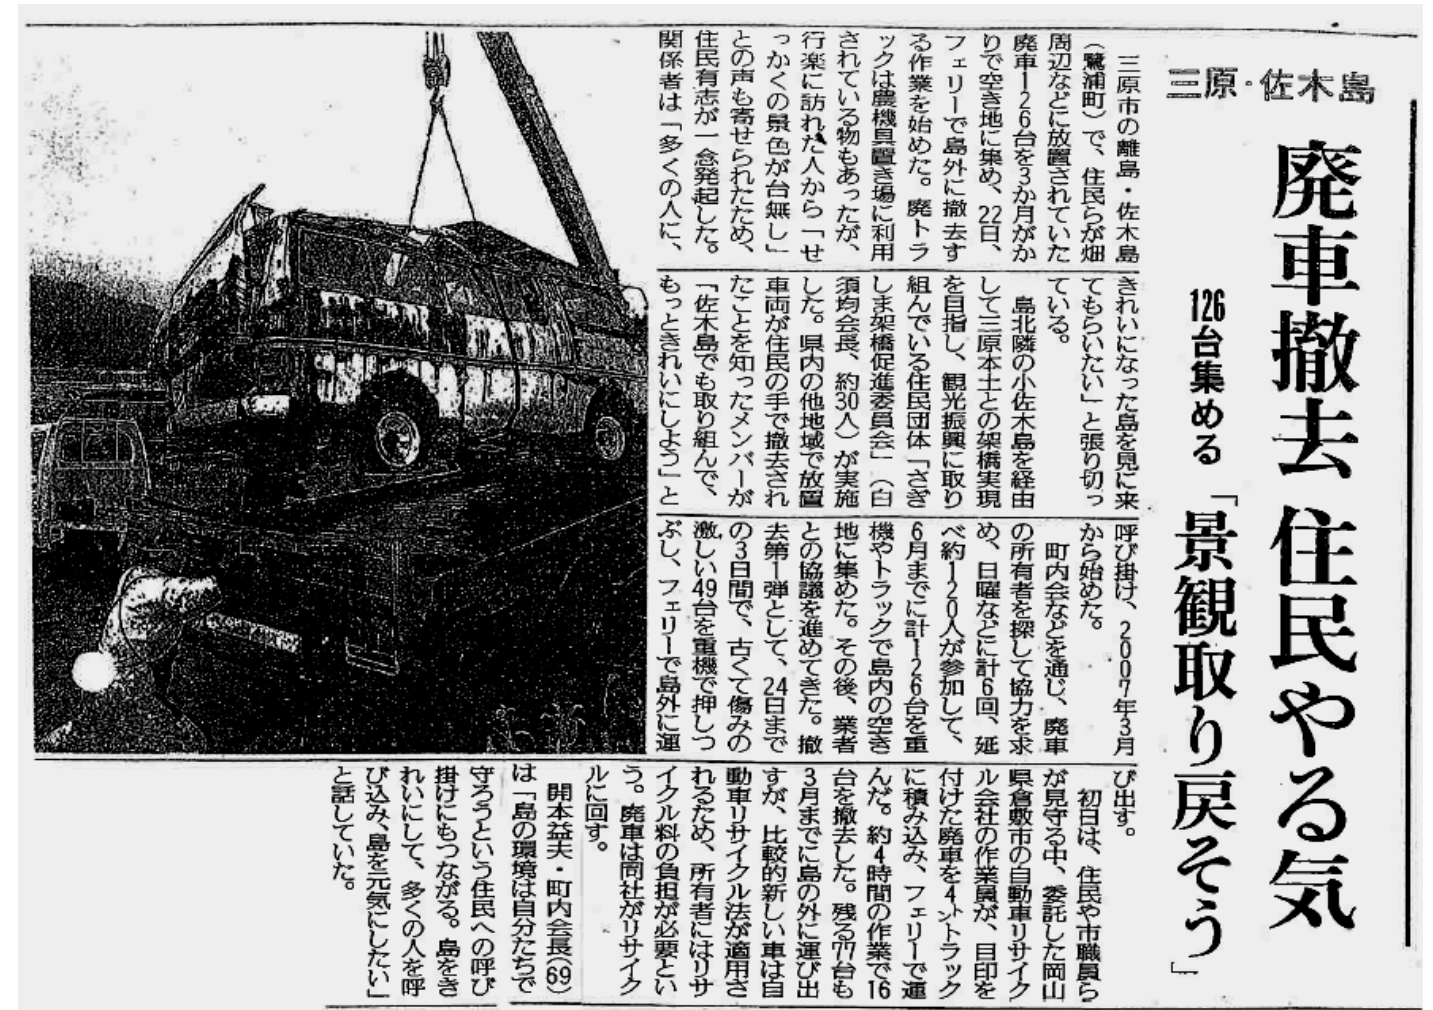 三原・佐木島
廃車撤去 住民やる気
126台集める「景観取り戻そう」
三原市の離島・佐木島
（鷺浦町）で、住民らが畑
周辺などに放置されていた
廃車126台を3か月がか
りで空き地に集め、22日、
フェリーで島外に撤去す
る作業を始めた。廃トラ
ックは農機具置き場に利用
されている物もあったが、
行楽に訪れた人から「せ
っかくの景色が台無し」
との声も寄せられたため、
住民有志が一念発起した。
関係者は「多くの人に、
きれいになった島を見に来
てもらいたい」と張り切っ
ている。
島北隣の小佐木島を経由
して三原本土との架橋実現
を目指し、観光振興に取り
組んでいる住民団体「さぎ
しま架橋促進委員会」（白
須均会長、約30人）が実施
した。県内の他地域で放置
車両が住民の手で撤去され
たことを知ったメンバーが
「佐木島でも取り組んで、
もっときれいにしよう」と
呼び掛け、2007年3月
から始めた。
町内会などを通じ、廃車
の所有者を探して協力を求
め、日曜などに計6回、延
べ約120人が参加して、
6月までに計126台を重
機やトラックで島内の空き
地に集めた。その後、業者
との協議を進めてきた。撤
去第1弾として、24日まで
の3日間で、古くて傷みの
激しい49台を重機で押しつ
ぶし、フェリーで島外に運
び出す。
初日は、住民や市職員ら
が見守る中、委託した岡山
県倉敷市の自動車リサイク
ル会社の作業員が、目印を
付けた廃車を4㌧トラック
に積み込み、フェリーで運
んだ。約4時間の作業で16
台を撤去した。残る77台も
3月までに島の外に運び出
すが、比較的新しい車は自
動車リサイクル法が適用さ
れるため、所有者にはリサ
イクル料の負担が必要とい
う。廃車は同社がリサイク
ルに回す。
開本益夫・町内会長（69）
は「島の環境は自分たちで
守ろうという住民への呼び
掛けにもつながる。島をき
れいにして、多くの人を呼
び込み、島を元気にしたい」
と話していた。